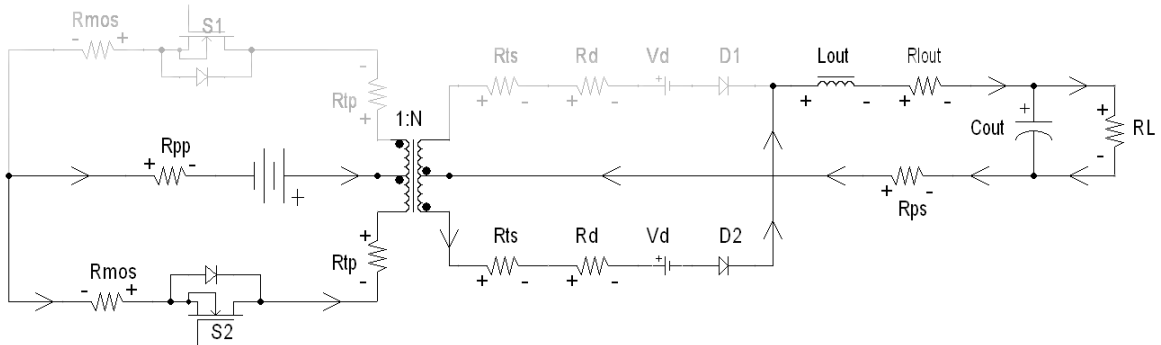 Rmos
S1
Rtp
Rts
Rd
Vd
D1
Lout
Rlout
1:N
Rpp
Cout
RL
Rps
Rtp
Rts
Rd
Vd
D2
Rmos
S2